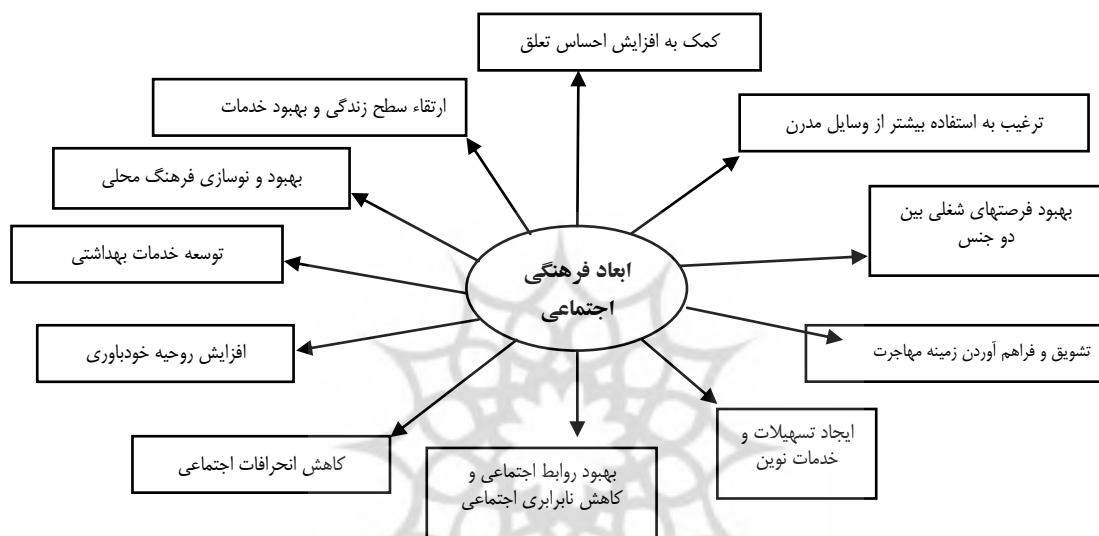 کمک به افزایش احساس تعلق
ارتقاء سطح زندگی و بهبود خدمات
ترغیب به استفاده بیشتر از وسایل مدرن
بهبود و نوسازی فرهنگ محلی
بهبود فرصتهای شغلی بین
دو جنس
توسعه خدمات بهداشتی
ابعاد فرهنگی
اجتماعی
افزایش روحیه خودباوری
تشویق و فراهم آوردن زمینه مهاجرت
ایجاد تسهیلات و
خدمات نوین
کاهش انحرافات اجتماعی
بهبود روابط اجتماعی و
کاهش نابرابری اجتماعی